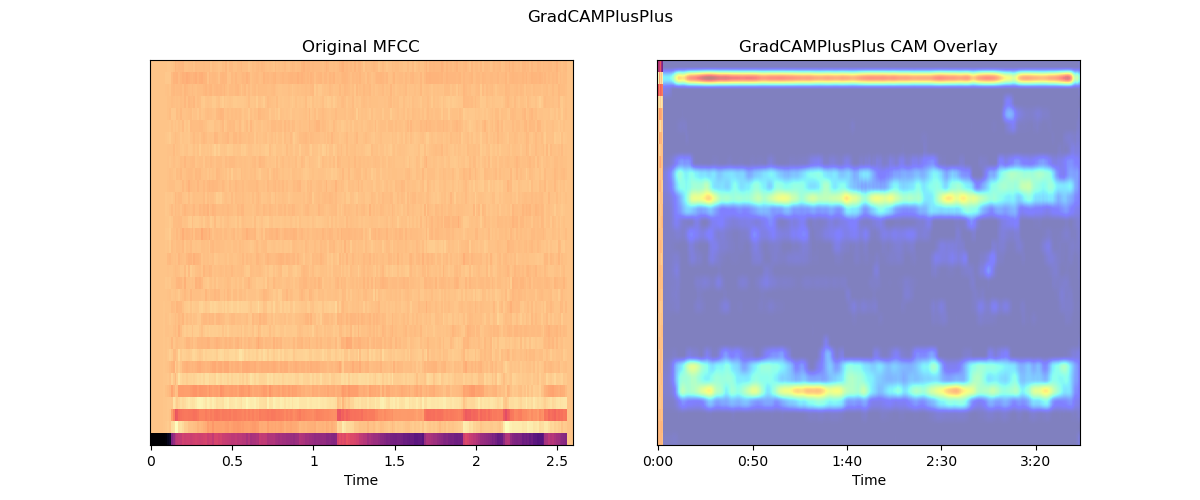 GradCAMPlusPlus
Original MFCC
GradCAMPlusPlus CAM Overlay
0 0.5 1 1.5 2 2.5
0:00 0:50 1:40 2:30 3:20
Time
Time